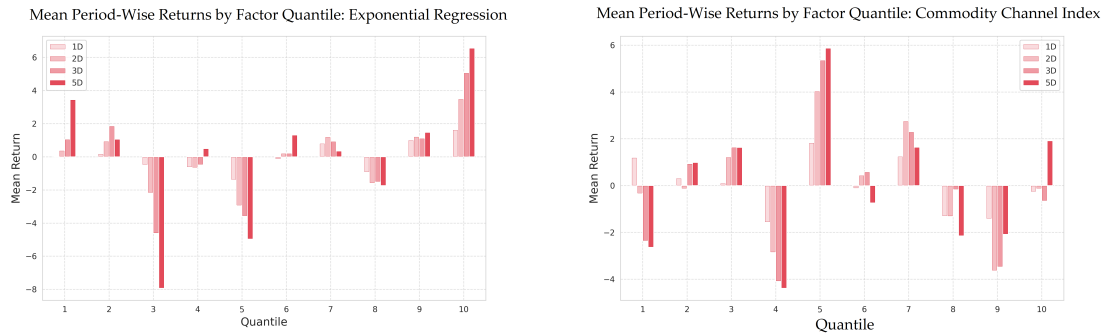 Mean Period-Wise Returns by Factor Quantile: Exponential Regression
1D
2D
3D
5D
6
4
2
0
−2
−4
−6
−8
Mean Return
1 2 3 4 5 6 7 8 9 10
Quantile
Mean Period-Wise Returns by Factor Quantile: Commodity Channel Index
1D
2D
3D
5D
6
4
2
0
−2
−4
Mean Return
1 2 3 4 5 6 7 8 9 10
Quantile